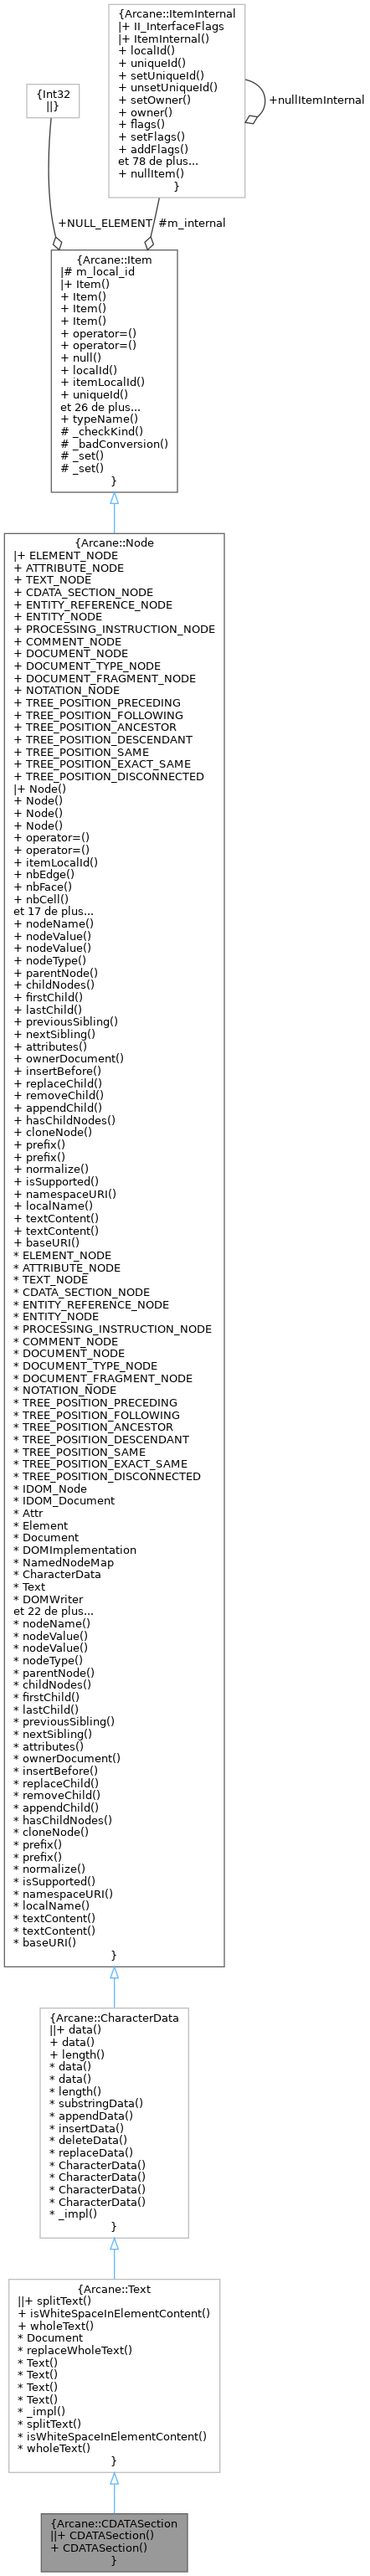 {Arcane::ItemInternal
|+ II_InterfaceFlags
|+ ItemInternal()
+ localId()
+ uniqueId()
+ setUniqueId()
+ unsetUniqueId()
+ setOwner()
+ owner()
+ flags()
+ setFlags()
+ addFlags()
et 78 de plus...
+ nullItem()
}
{Int32
||}
+nullItemInternal
+NULL_ELEMENT
#m_internal
{Arcane::Item
|# m_local_id
|+ Item()
+ Item()
+ Item()
+ Item()
+ operator=()
+ operator=()
+ null()
+ localId()
+ itemLocalId()
+ uniqueId()
et 26 de plus...
+ typeName()
# _checkKind()
# _badConversion()
# _set()
# _set()
}
{Arcane::Node
|+ ELEMENT_NODE
+ ATTRIBUTE_NODE
+ TEXT_NODE
+ CDATA_SECTION_NODE
+ ENTITY_REFERENCE_NODE
+ ENTITY_NODE
+ PROCESSING_INSTRUCTION_NODE
+ COMMENT_NODE
+ DOCUMENT_NODE
+ DOCUMENT_TYPE_NODE
+ DOCUMENT_FRAGMENT_NODE
+ NOTATION_NODE
+ TREE_POSITION_PRECEDING
+ TREE_POSITION_FOLLOWING
+ TREE_POSITION_ANCESTOR
+ TREE_POSITION_DESCENDANT
+ TREE_POSITION_SAME
+ TREE_POSITION_EXACT_SAME
+ TREE_POSITION_DISCONNECTED
|+ Node()
+ Node()
+ Node()
+ Node()
+ operator=()
+ operator=()
+ itemLocalId()
+ nbEdge()
+ nbFace()
+ nbCell()
et 17 de plus...
+ nodeName()
+ nodeValue()
+ nodeValue()
+ nodeType()
+ parentNode()
+ childNodes()
+ firstChild()
+ lastChild()
+ previousSibling()
+ nextSibling()
+ attributes()
+ ownerDocument()
+ insertBefore()
+ replaceChild()
+ removeChild()
+ appendChild()
+ hasChildNodes()
+ cloneNode()
+ prefix()
+ prefix()
+ normalize()
+ isSupported()
+ namespaceURI()
+ localName()
+ textContent()
+ textContent()
+ baseURI()
* ELEMENT_NODE
* ATTRIBUTE_NODE
* TEXT_NODE
* CDATA_SECTION_NODE
* ENTITY_REFERENCE_NODE
* ENTITY_NODE
* PROCESSING_INSTRUCTION_NODE
* COMMENT_NODE
* DOCUMENT_NODE
* DOCUMENT_TYPE_NODE
* DOCUMENT_FRAGMENT_NODE
* NOTATION_NODE
* TREE_POSITION_PRECEDING
* TREE_POSITION_FOLLOWING
* TREE_POSITION_ANCESTOR
* TREE_POSITION_DESCENDANT
* TREE_POSITION_SAME
* TREE_POSITION_EXACT_SAME
* TREE_POSITION_DISCONNECTED
* IDOM_Node
* IDOM_Document
* Attr
* Element
* Document
* DOMImplementation
* NamedNodeMap
* CharacterData
* Text
* DOMWriter
et 22 de plus...
* nodeName()
* nodeValue()
* nodeValue()
* nodeType()
* parentNode()
* childNodes()
* firstChild()
* lastChild()
* previousSibling()
* nextSibling()
* attributes()
* ownerDocument()
* insertBefore()
* replaceChild()
* removeChild()
* appendChild()
* hasChildNodes()
* cloneNode()
* prefix()
* prefix()
* normalize()
* isSupported()
* namespaceURI()
* localName()
* textContent()
* textContent()
* baseURI()
}
{Arcane::CharacterData
||+ data()
+ data()
+ length()
* data()
* data()
* length()
* substringData()
* appendData()
* insertData()
* deleteData()
* replaceData()
* CharacterData()
* CharacterData()
* CharacterData()
* CharacterData()
* _impl()
}
{Arcane::Text
||+ splitText()
+ isWhiteSpaceInElementContent()
+ wholeText()
* Document
* replaceWholeText()
* Text()
* Text()
* Text()
* Text()
* _impl()
* splitText()
* isWhiteSpaceInElementContent()
* wholeText()
}
{Arcane::CDATASection
||+ CDATASection()
+ CDATASection()
}